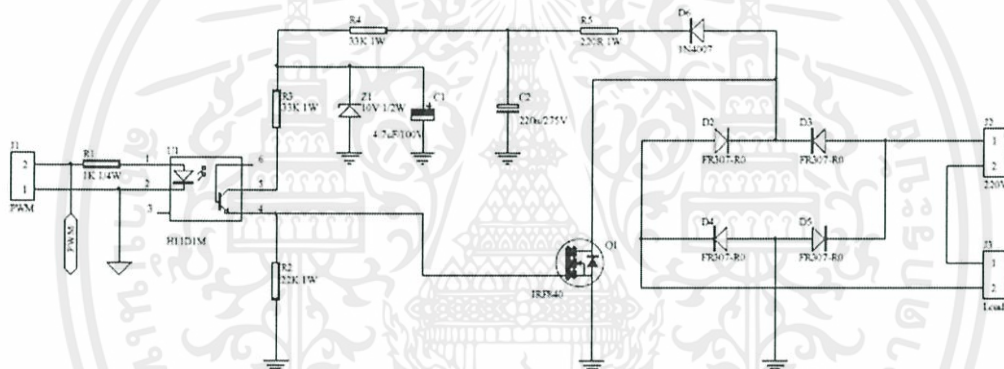 R4
33K 1W
R5
220R 1W
D6
1N4007
R3
33K 1W
Z1
10V 1/2W
C1
4.7uF/100V
C2
220n/275V
D2
FR307-R0
D3
FR307-R0
J2
1
2
220V
J1
2
1
PWM
R1
1K 1/4W
U1
1
2
3
6
5
4
H11D1M
PWM
R2
22K 1W
Q1
IRF840
D4
FR307-R0
D5
FR307-R0
J3
1
2
Load